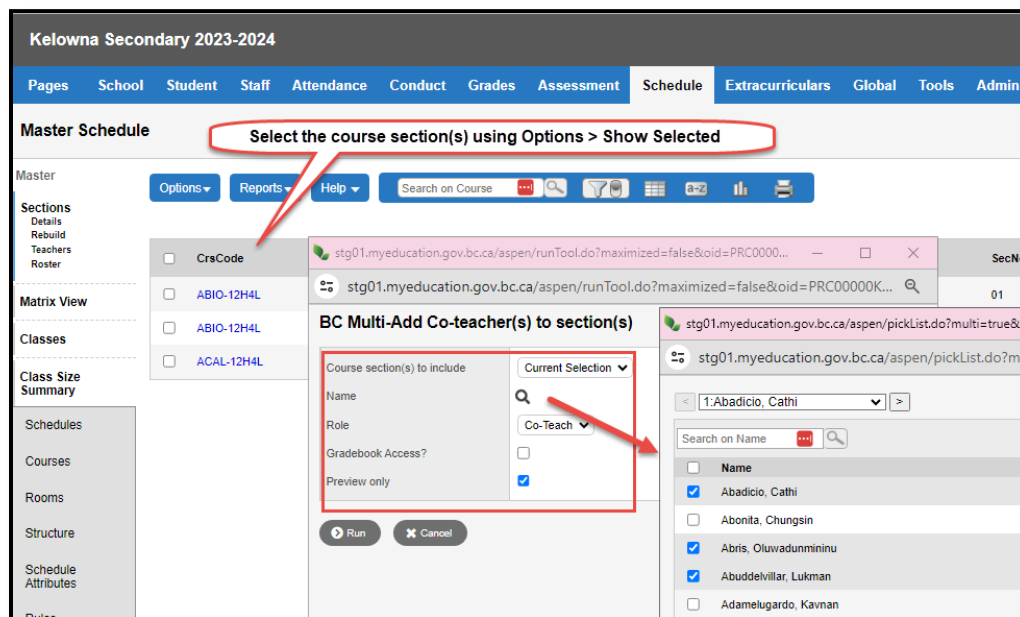 Kelowna Secondary 2023-2024
Pages School Student Staff Attendance Conduct Grades Assessment Schedule Extracurriculars Global Tools Admin
Master Schedule
Select the course section(s) using Options > Show Selected
Master
Options Reports Help Search on Course a-z
Sections
Details
Rebuild
Teachers
Roster
Matrix View
Classes
Class Size
Summary
Schedules
Courses
Rooms
Structure
Schedule
Attributes
CrsCode
ABIO-12H4L
ABIO-12H4L
ACAL-12H4L
01
stg01.myeducation.gov.bc.ca/aspen/runTool.do?maximized=false&oid=PRC0000...
stg01.myeducation.gov.bc.ca/aspen/runTool.do?maximized=false&oid=PRC00000K...
BC Multi-Add Co-teacher(s) to section(s)
Course section(s) to include Current Selection
Name
Role Co-Teach
Gradebook Access?
Preview only
Run Cancel
stg01.myeducation.gov.bc.ca/aspen/pickList.do?multi=true&
stg01.myeducation.gov.bc.ca/aspen/pickList.do?m
< 1:Abadicio, Cathi >
Search on Name
Name
Abadicio, Cathi
Abonita, Chungsin
Abris, Oluwadunmininu
Abuddelvillar, Lukman
Adamelugardo, Kavnan